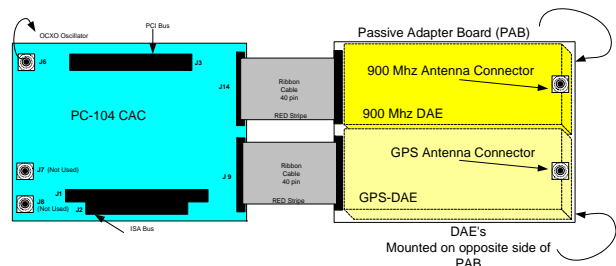 OCXO Oscillator
PCI Bus
Passive Adapter Board (PAB)
J6
J3
J14
900 Mhz Antenna Connector
Ribbon
Cable
40 pin
RED Stripe
PC-104 CAC
900 Mhz DAE
GPS Antenna Connector
J7 (Not Used)
J9
Ribbon
Cable
40 pin
RED Stripe
J8
(Not Used)
J1
J2
GPS-DAE
ISA Bus
DAE's
Mounted on opposite side of
PAB